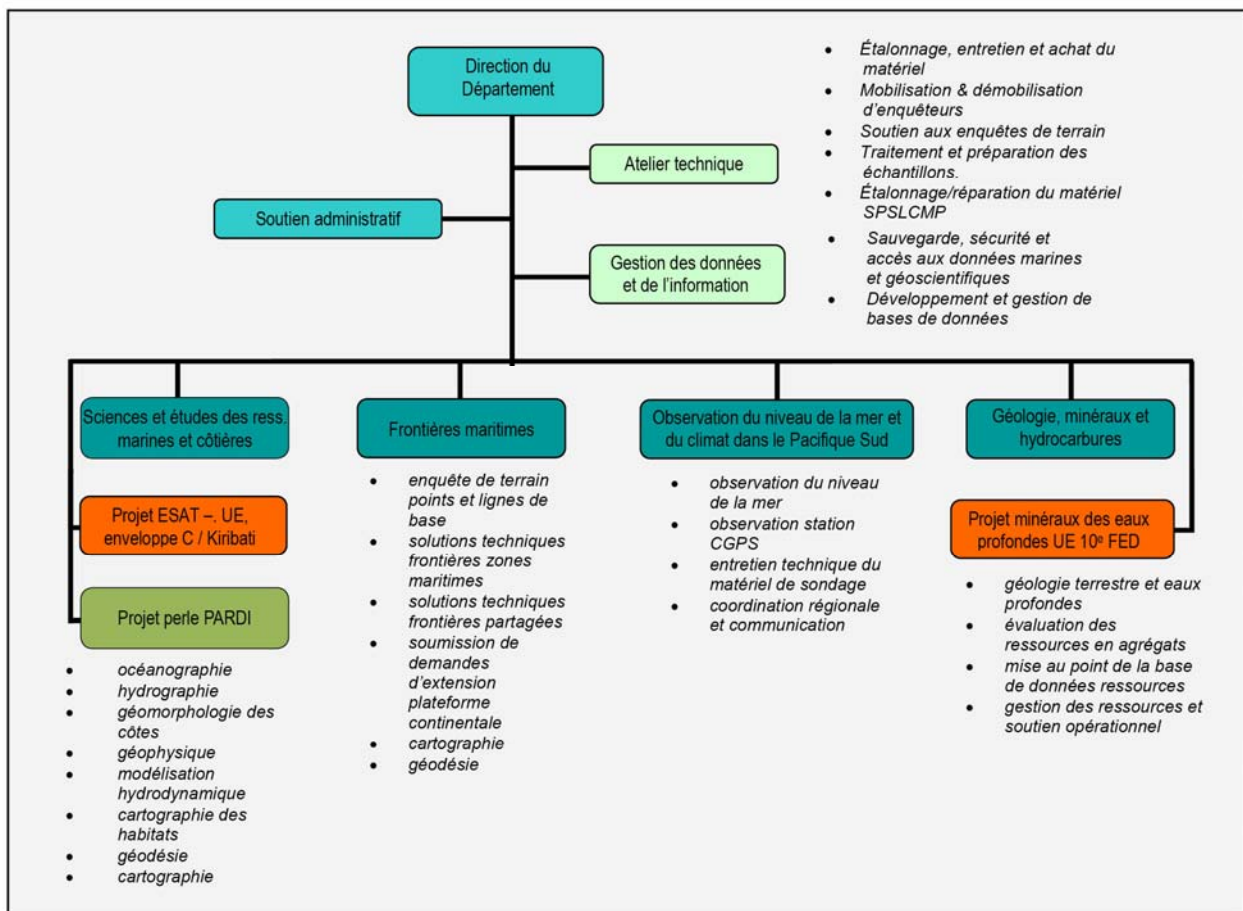 Direction du
Département
Atelier technique
Soutien administratif
Gestion des données
et de l'information
• Étalonnage, entretien et achat du
matériel
• Mobilisation & démobilisation
d'enquêteurs
• Soutien aux enquêtes de terrain
• Traitement et préparation des
échantillons.
• Étalonnage/réparation du matériel
SPSLCMP
• Sauvegarde, sécurité et
accès aux données marines
et géoscientifiques
• Développement et gestion de
bases de données
Sciences et études des ress.
marines et côtières
Projet ESAT –. UE,
enveloppe C / Kiribati
Projet perle PARDI
• océanographie
• hydrographie
• géomorphologie des
côtes
• géophysique
• modélisation
hydrodynamique
• cartographie des
habitats
• géodésie
• cartographie
Frontières maritimes
• enquête de terrain
points et lignes de
base
• solutions techniques
frontières zones
maritimes
• solutions techniques
frontières partagées
• soumission de
demandes
d'extension
plateforme
continentale
• cartographie
• géodésie
Observation du niveau de la mer et
du climat dans le Pacifique Sud
• observation du niveau
de la mer
• observation station
CGPS
• entretien technique du
matériel de sondage
• coordination régionale
et communication
Géologie, minéraux et
hydrocarbures
Projet minéraux des eaux
profondes UE 10e FED
• géologie terrestre et eaux
profondes
• évaluation des
ressources en agrégats
• mise au point de la base
de données ressources
• gestion des ressources et
soutien opérationnel